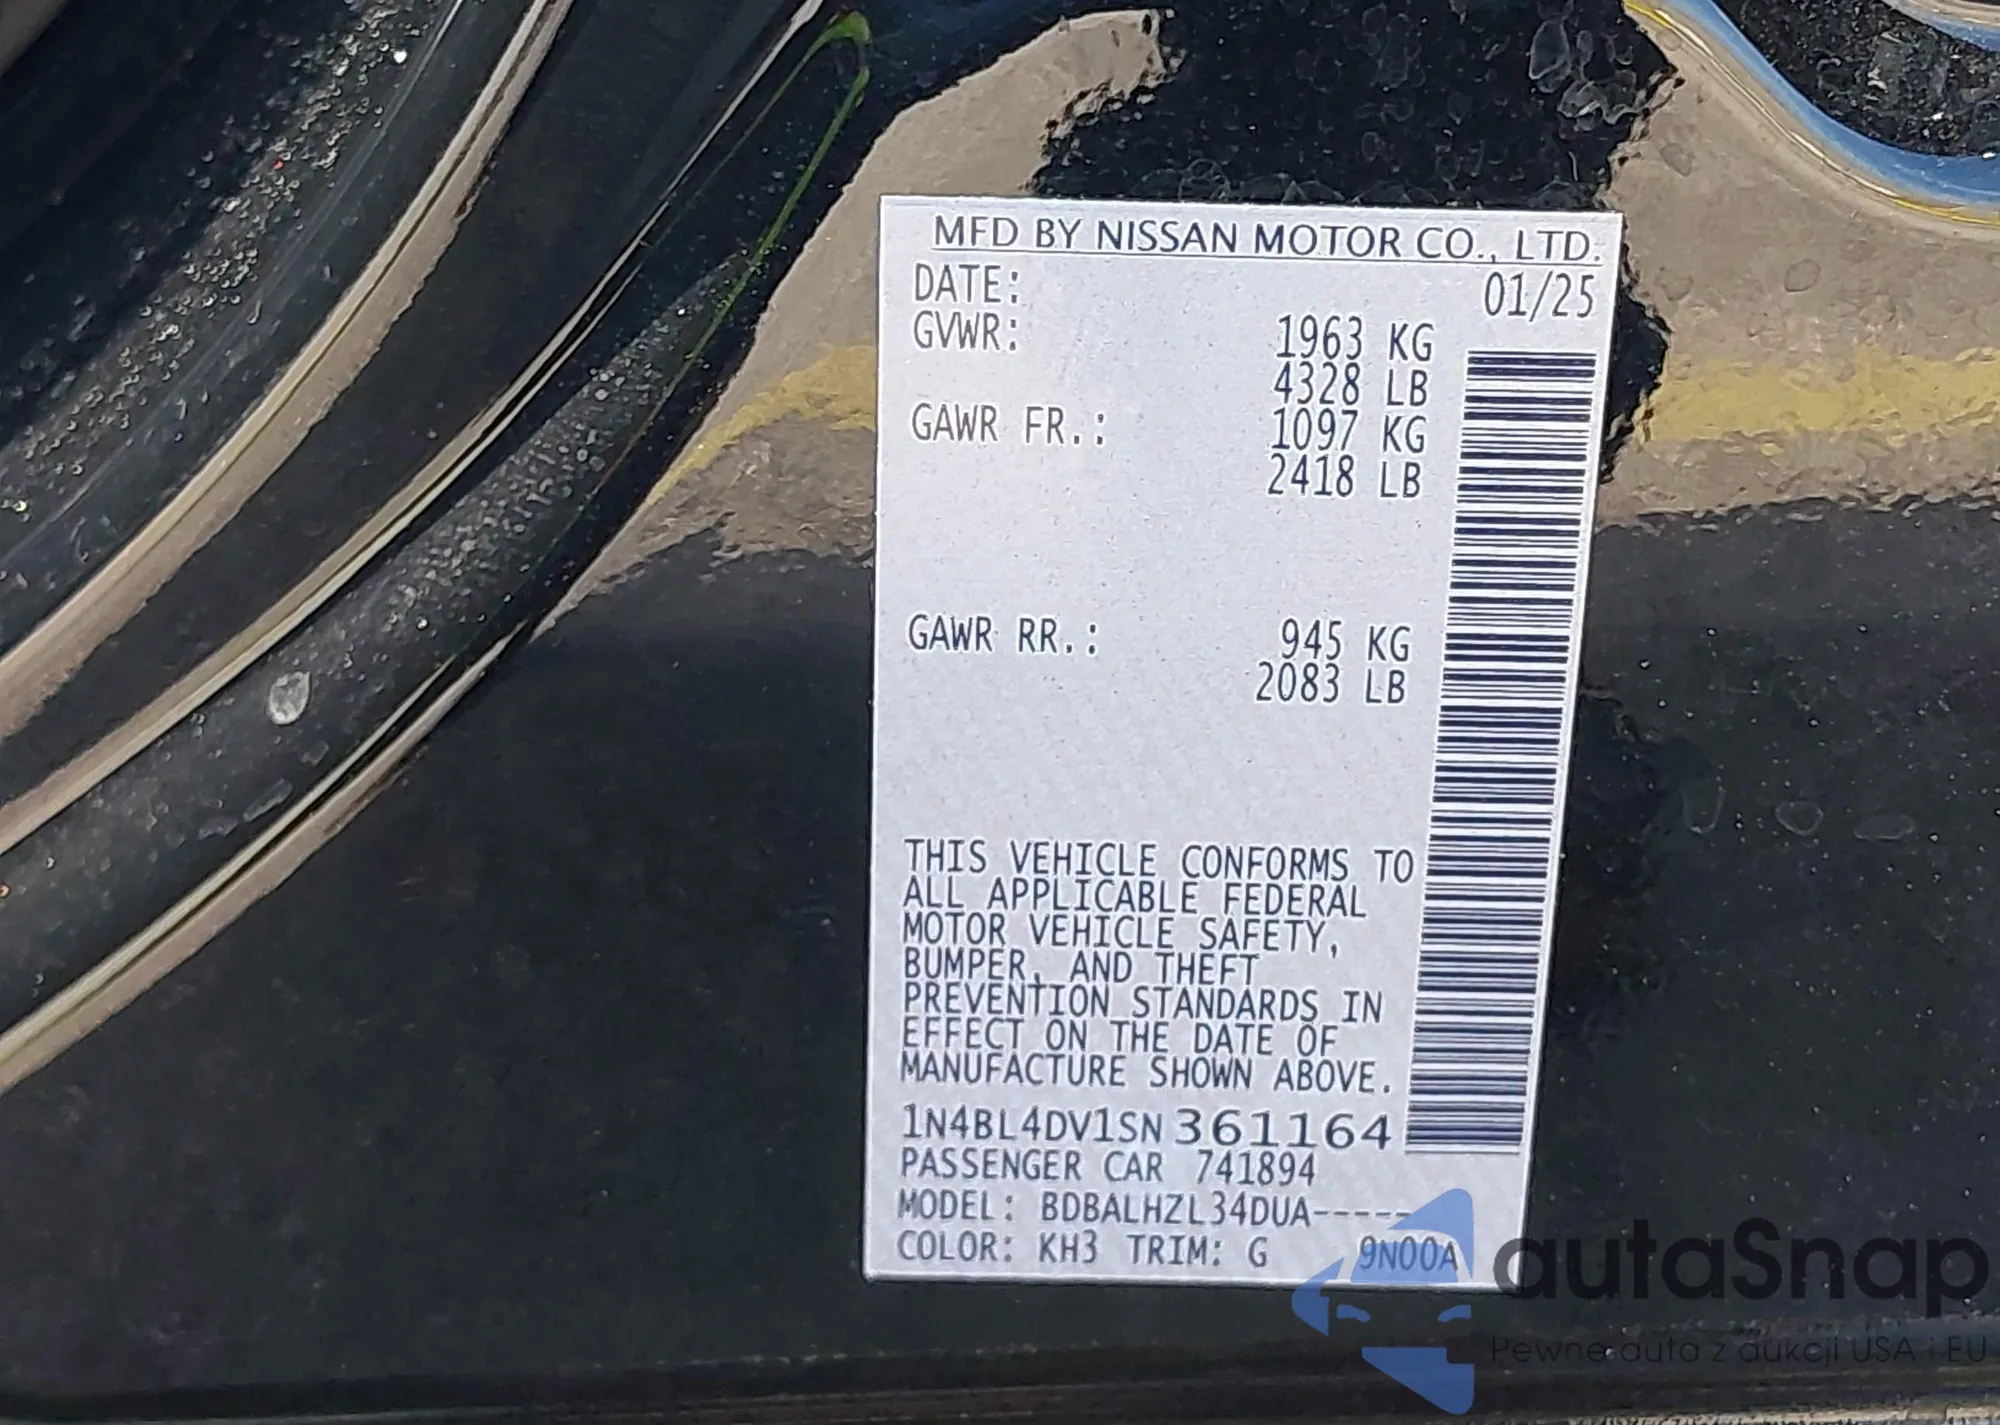 MFD BY NISSAN MOTOR CO., LTD.
DATE: 01/25
GVWR: 1963 KG
4328 LB
GAWR FR.: 1097 KG
2418 LB
GAWR RR.: 945 KG
2083 LB
THIS VEHICLE CONFORMS TO
ALL APPLICABLE FEDERAL
MOTOR VEHICLE SAFETY,
BUMPER, AND THEFT
PREVENTION STANDARDS IN
EFFECT ON THE DATE OF
MANUFACTURE SHOWN ABOVE.
1N4BL4DV1SN361164
PASSENGER CAR 741894
MODEL: BDBALHZL34DUA-----
COLOR: KH3 TRIM: G 9N00A
autaSnap
Pewne auta z aukcji USA i EU